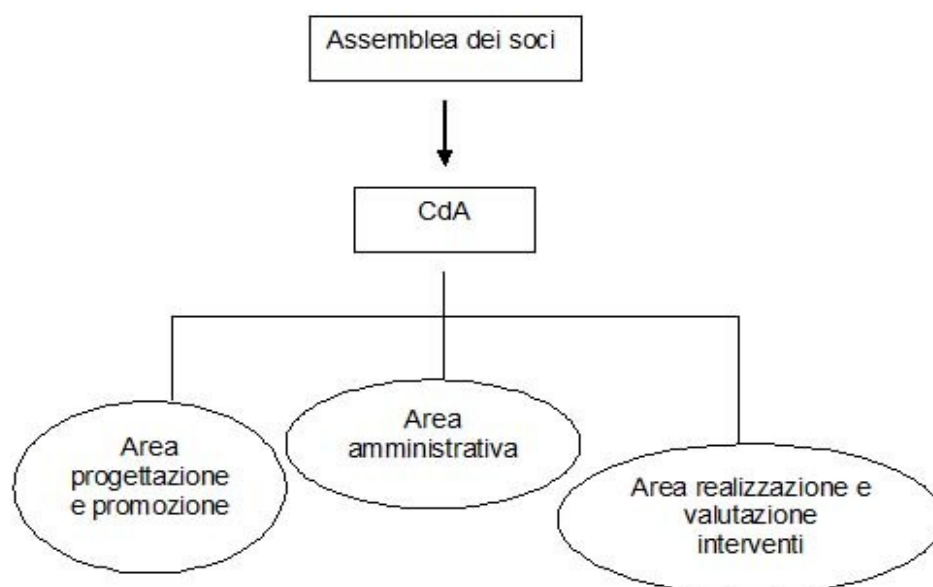 Assemblea dei soci
CdA
Area
progettazione
e promozione
Area
amministrativa
Area realizzazione e
valutazione
interventi